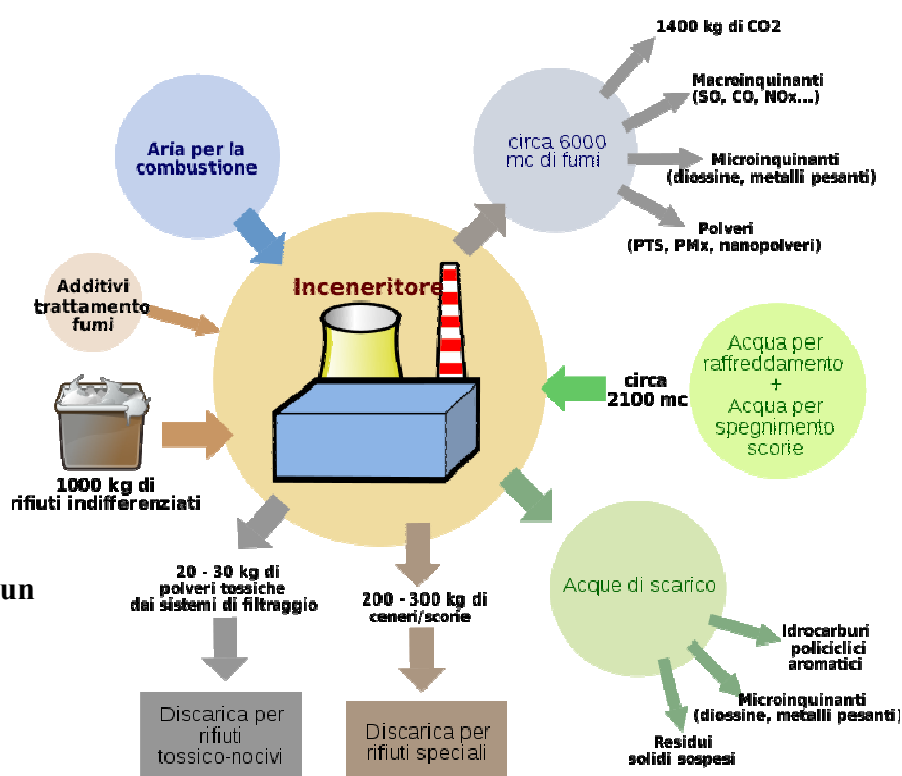 1400 kg di CO2
Macroinquinanti
(SO, CO, NOx...)
circa 6000
mc di fumi
Microinquinanti
(diossine, metalli pesanti)
Polveri
(PTS, PMx, nanopolveri)
Aria per la
combustione
Inceneritore
Additivi
trattamento
fumi
1000 kg di
rifiuti indifferenziati
circa
2100 mc
Acqua per
raffreddamento
+
Acqua per
spegnimento
scorie
un
20 - 30 kg di
polveri tossiche
dai sistemi di filtraggio
200 -300 kg di
ceneri/scorie
Acque di scarico
Idrocarburi
policiclici
aromatici
Microinquinanti
(diossine, metalli pesanti)
Residui
solidi sospesi
Discarica per
rifiuti
tossico-nocivi
Discarica per
rifiuti speciali